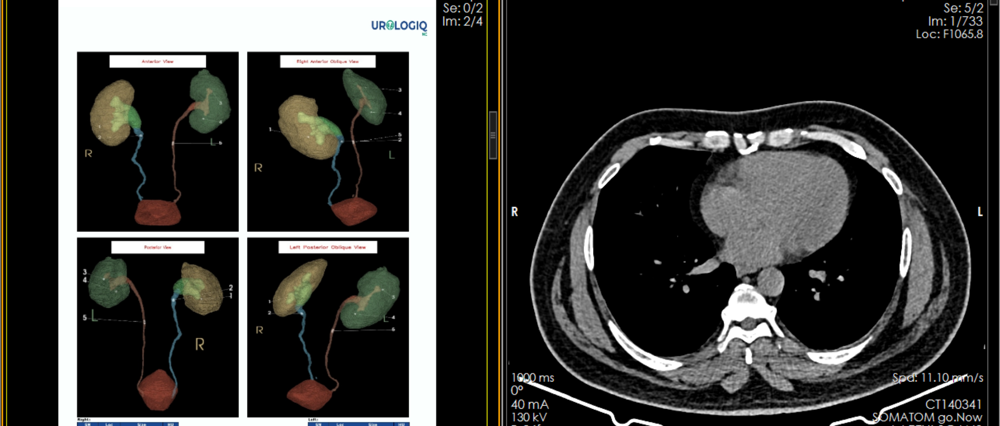 Se: 0/2
Im: 2/4
UROLOGIQ
NC
Anterior View
1
2
3
4
5
R
L
Right Anterior Oblique View
1
3
4
5
2
R
L
Posterior View
3
4
5
L
2
1
R
Left Posterior Oblique View
1
2
3
4
5
R
L
Right:
SN Loc Size HU
Left:
SN Loc Size HU
Se: 5/2
Im: 1/733
Loc: F1065.8
R
L
1000 ms
0°
40 mA
130 kV
Spd: 11.10 mm/s
CT140341
SOMATOM go.Now